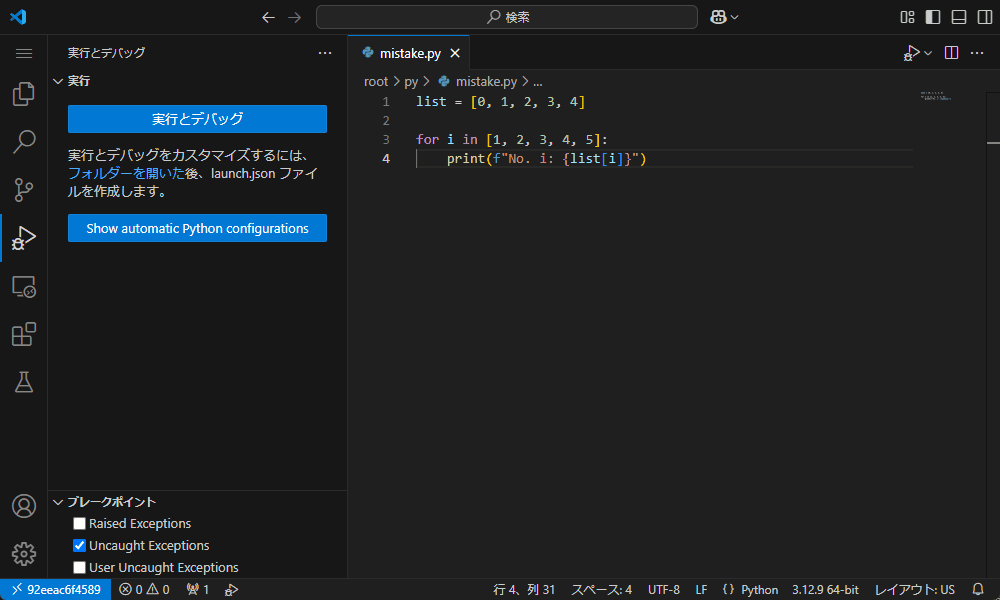 検索
実行とデバッグ
実行
実行とデバッグ
実行とデバッグをカスタマイズするには、
フォルダーを開いた後、launch.json ファイ
ルを作成します。
Show automatic Python configurations
ブレークポイント
Raised Exceptions
Uncaught Exceptions
User Uncaught Exceptions
mistake.py
root > py > mistake.py > ...
1 list = [0, 1, 2, 3, 4]
2
3 for i in [1, 2, 3, 4, 5]:
4 print(f"No. i: {list[i]}")
92eeac6f4589 0 0 1 行 4、列 31 スペース: 4 UTF-8 LF {} Python 3.12.9 64-bit レイアウト: US